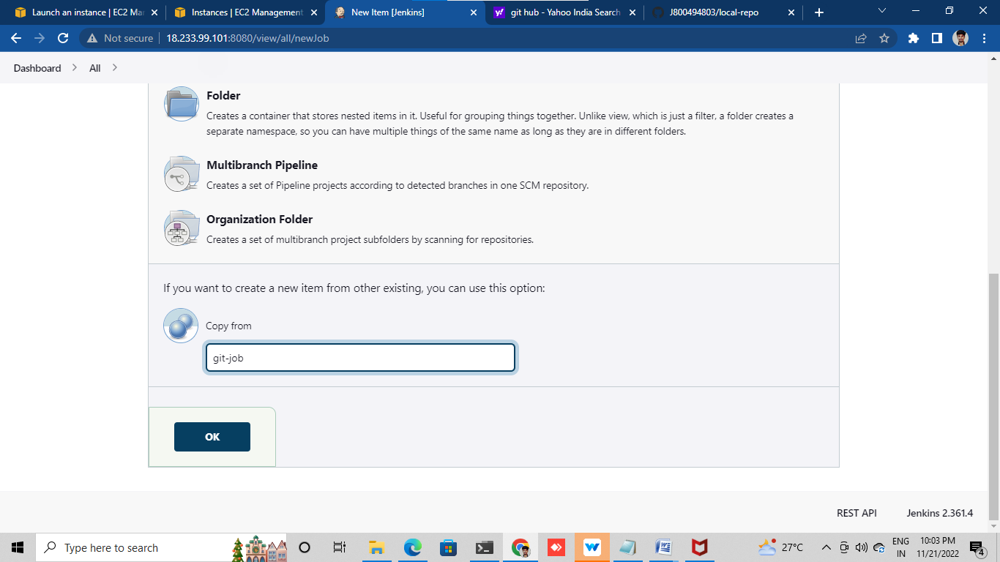 Launch an instance | EC2 Ma
Instances | EC2 Management
New Item [Jenkins]
git hub - Yahoo India Search
J800494803/local-repo
Not secure
18.233.99.101:8080/view/all/newJob
Dashboard
All
Folder
Creates a container that stores nested items in it. Useful for grouping things together. Unlike view, which is just a filter, a folder creates a
separate namespace, so you can have multiple things of the same name as long as they are in different folders.
Multibranch Pipeline
Creates a set of Pipeline projects according to detected branches in one SCM repository.
Organization Folder
Creates a set of multibranch project subfolders by scanning for repositories.
If you want to create a new item from other existing, you can use this option:
Copy from
git-job
OK
REST API
Jenkins 2.361.4
Type here to search
27°C
ENG
IN
10:03 PM
11/21/2022
4